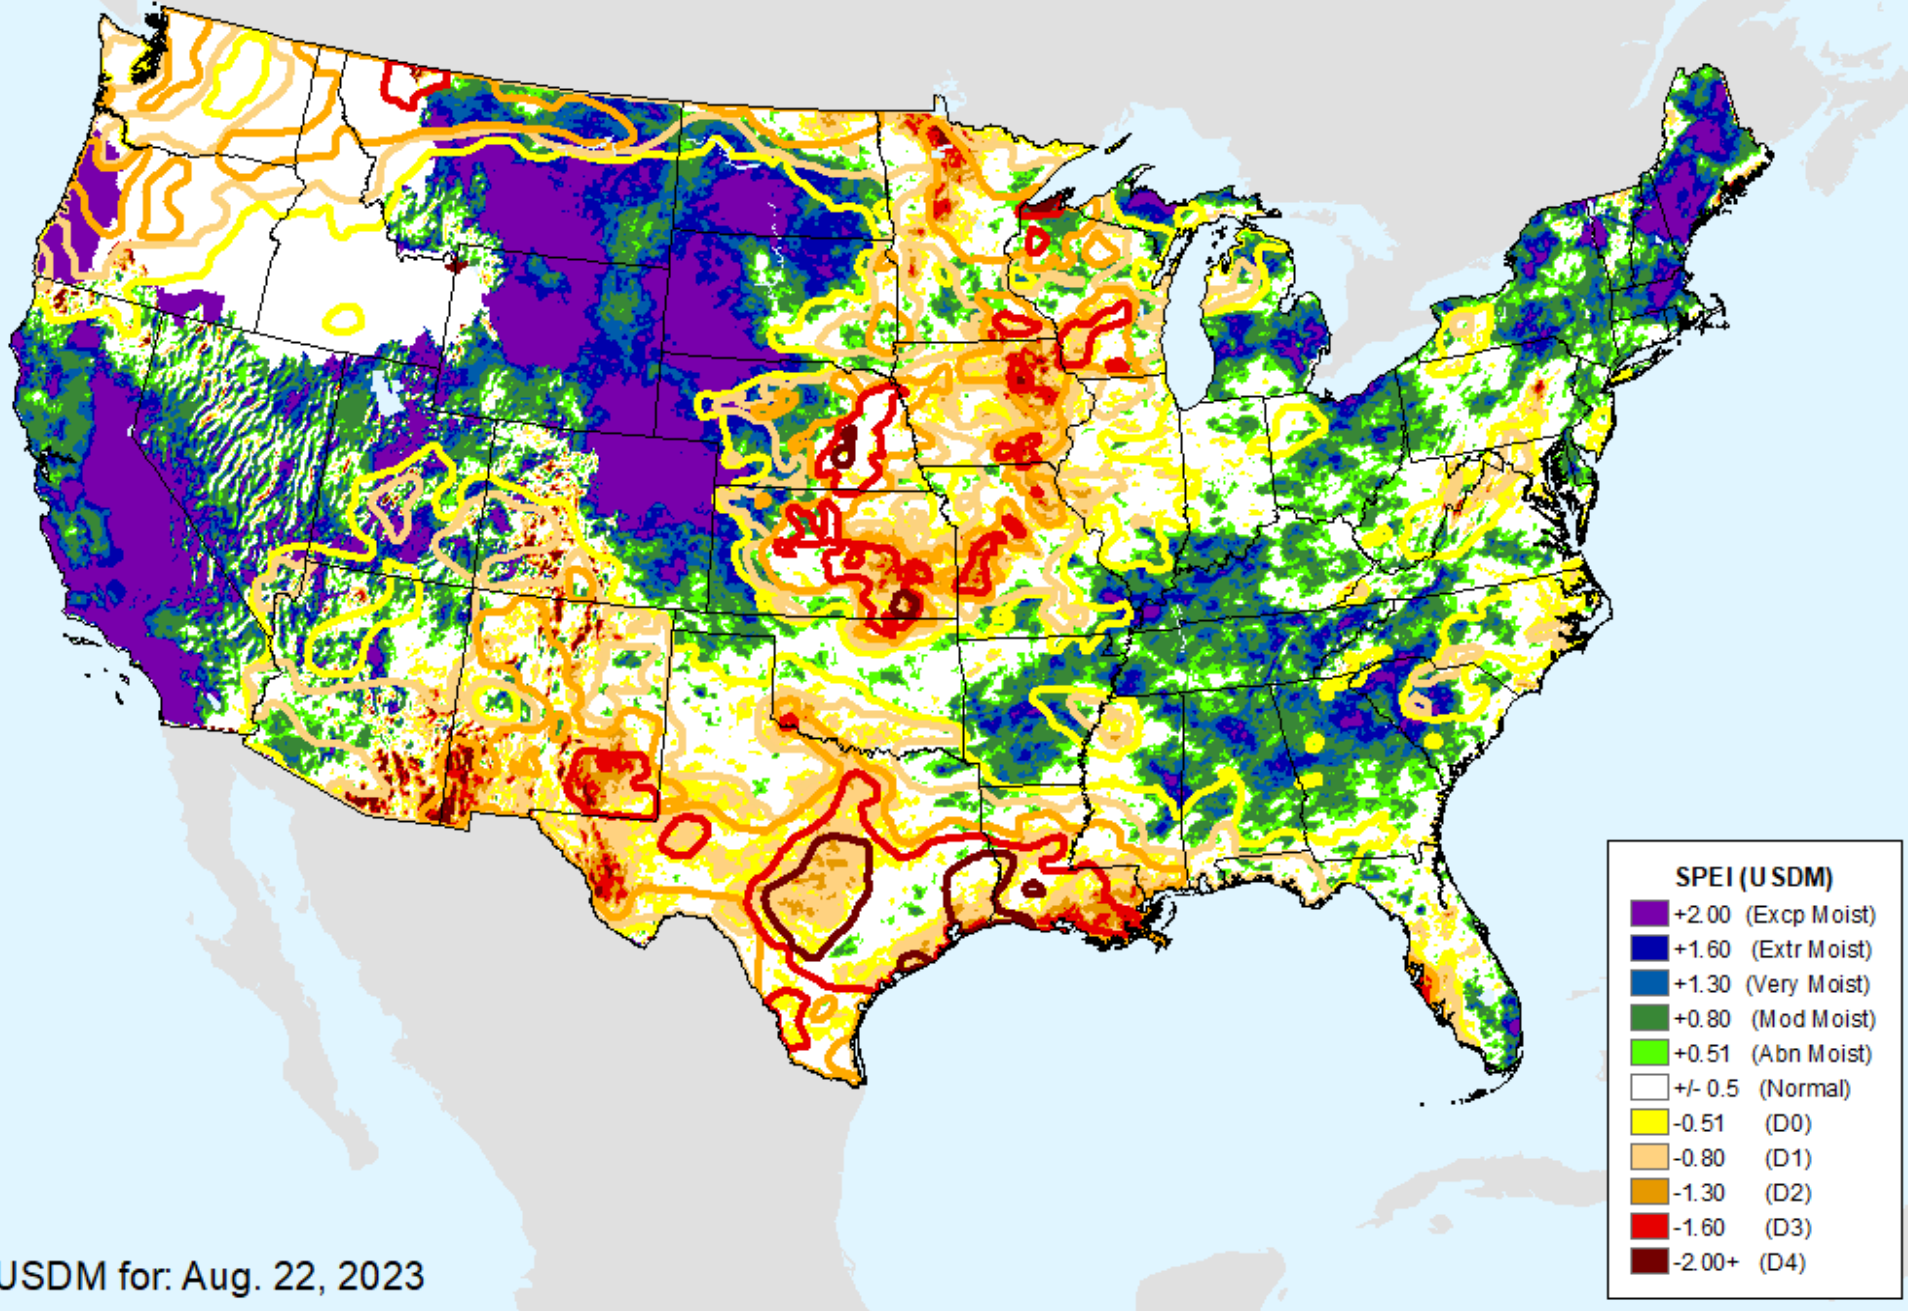 SPEI (USDM)
+2.00 (Excp Moist)
+1.60 (Extr Moist)
+1.30 (Very Moist)
+0.80 (Mod Moist)
+0.51 (Abn Moist)
+/- 0.5 (Normal)
-0.51 (D0)
-0.80 (D1)
-1.30 (D2)
-1.60 (D3)
-2.00+ (D4)
USDM for: Aug. 22, 2023